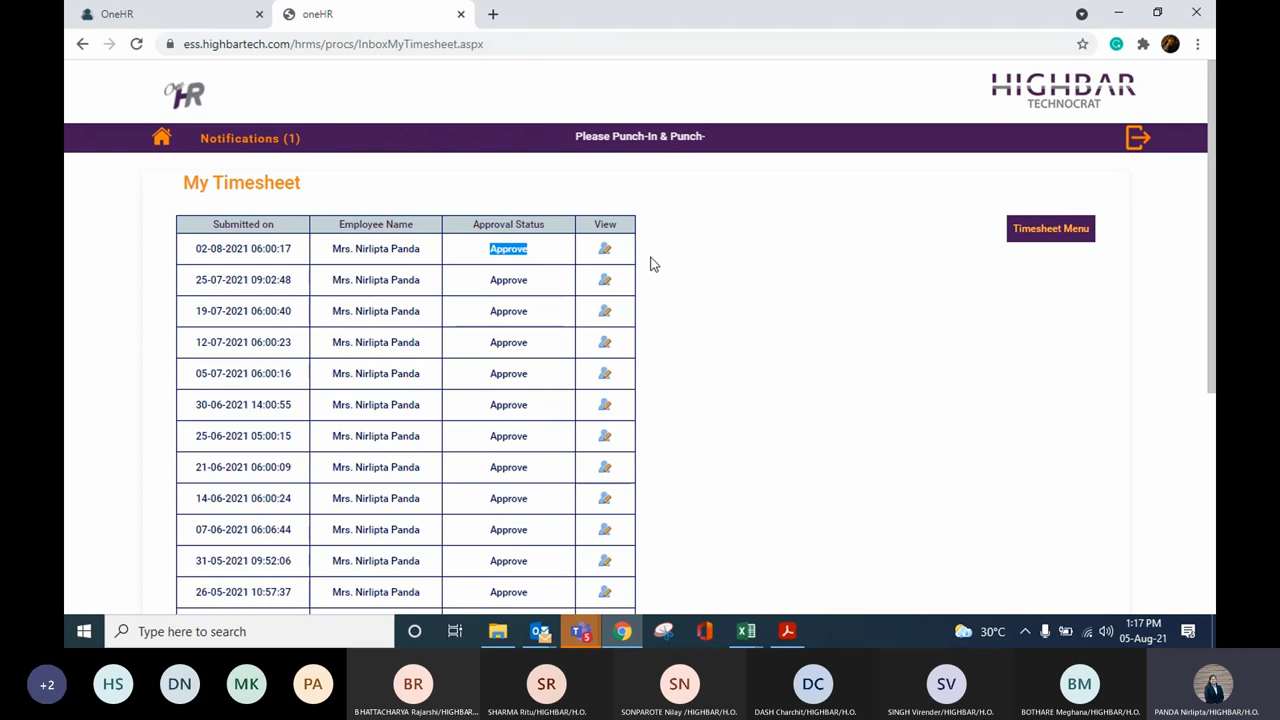 OneHR
oneHR
ess.highbartech.com/hrms/procs/InboxMyTimesheet.aspx
One HR
HIGHBAR
TECHNOCRAT
Notifications (1)
Please Punch-In & Punch-
My Timesheet
Timesheet Menu
Submitted on Employee Name Approval Status View
02-08-2021 06:00:17 Mrs. Nirlipta Panda Approve
25-07-2021 09:02:48 Mrs. Nirlipta Panda Approve
19-07-2021 06:00:40 Mrs. Nirlipta Panda Approve
12-07-2021 06:00:23 Mrs. Nirlipta Panda Approve
05-07-2021 06:00:16 Mrs. Nirlipta Panda Approve
30-06-2021 14:00:55 Mrs. Nirlipta Panda Approve
25-06-2021 05:00:15 Mrs. Nirlipta Panda Approve
21-06-2021 06:00:09 Mrs. Nirlipta Panda Approve
14-06-2021 06:00:24 Mrs. Nirlipta Panda Approve
07-06-2021 06:06:44 Mrs. Nirlipta Panda Approve
31-05-2021 09:52:06 Mrs. Nirlipta Panda Approve
26-05-2021 10:57:37 Mrs. Nirlipta Panda Approve
Type here to search
5
30°C
1:17 PM
05-Aug-21
+2 HS DN MK PA BR SR SN DC SV BM
BHATTACHARYA Rajarshi/HIGHBAR... SHARMA Ritu/HIGHBAR/H.O. SONPAROTE Nilay /HIGHBAR/H.O. DASH Charchit/HIGHBAR/H.O. SINGH Virender/HIGHBAR/H.O. BOTHARE Meghana/HIGHBAR/H.O. PANDA Nirlipta/HIGHBAR/H.O.